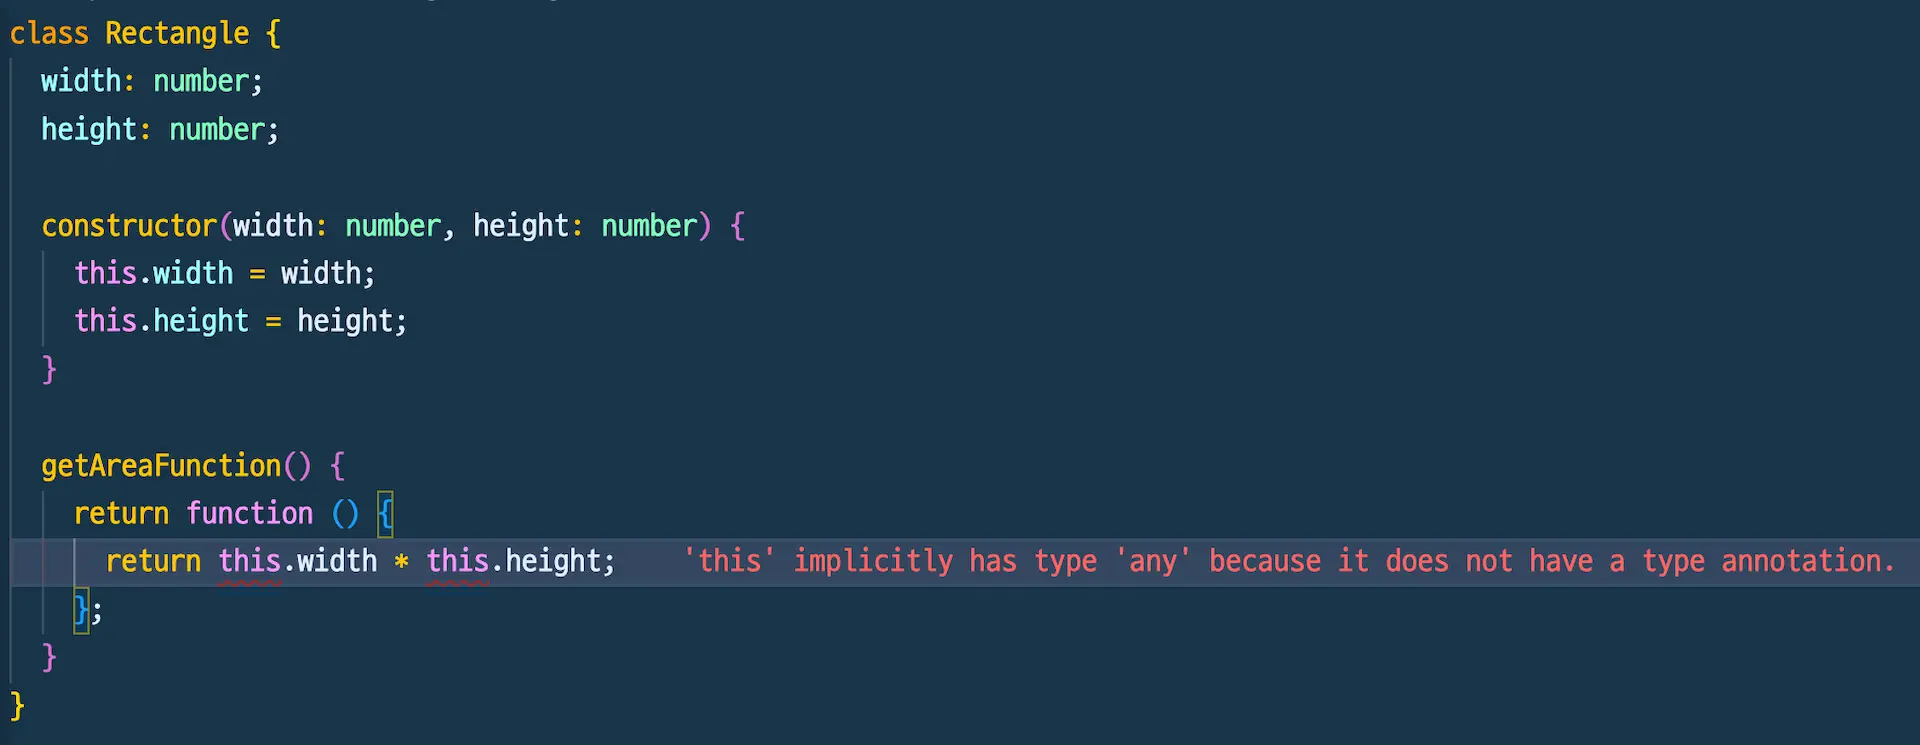 class Rectangle {
  width: number;
  height: number;

  constructor(width: number, height: number) {
    this.width = width;
    this.height = height;
  }

  getAreaFunction() {
    return function () {
      return this.width * this.height;    'this' implicitly has type 'any' because it does not have a type annotation.
    };
  }
}